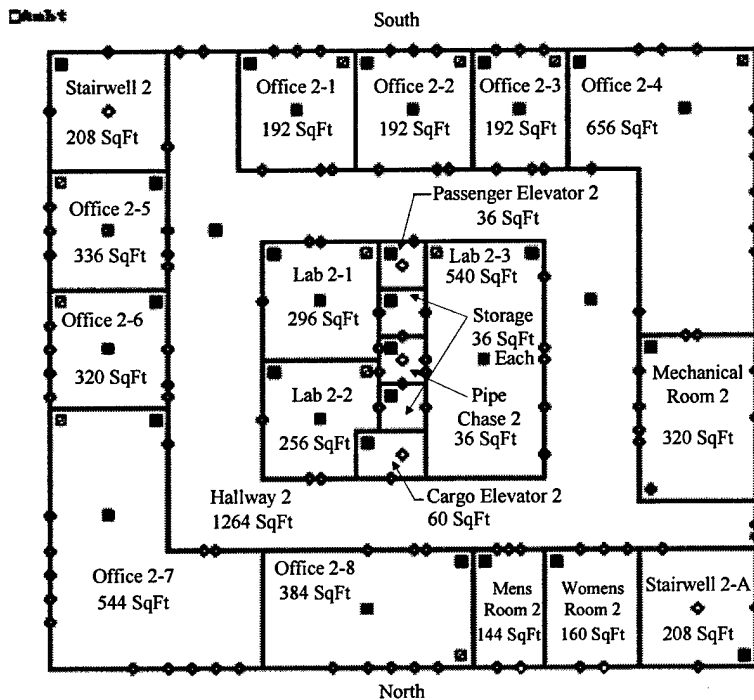 Ambt
South
Stairwell 2
208 SqFt
Office 2-1
192 SqFt
Office 2-2
192 SqFt
Office 2-3
192 SqFt
Office 2-4
656 SqFt
Office 2-5
336 SqFt
Passenger Elevator 2
36 SqFt
Lab 2-1
296 SqFt
Lab 2-3
540 SqFt
Office 2-6
320 SqFt
Storage
36 SqFt
Each
Lab 2-2
256 SqFt
Pipe
Chase 2
36 SqFt
Mechanical
Room 2
320 SqFt
Hallway 2
1264 SqFt
Cargo Elevator 2
60 SqFt
Office 2-7
544 SqFt
Office 2-8
384 SqFt
Mens
Room 2
144 SqFt
Womens
Room 2
160 SqFt
Stairwell 2-A
208 SqFt
North